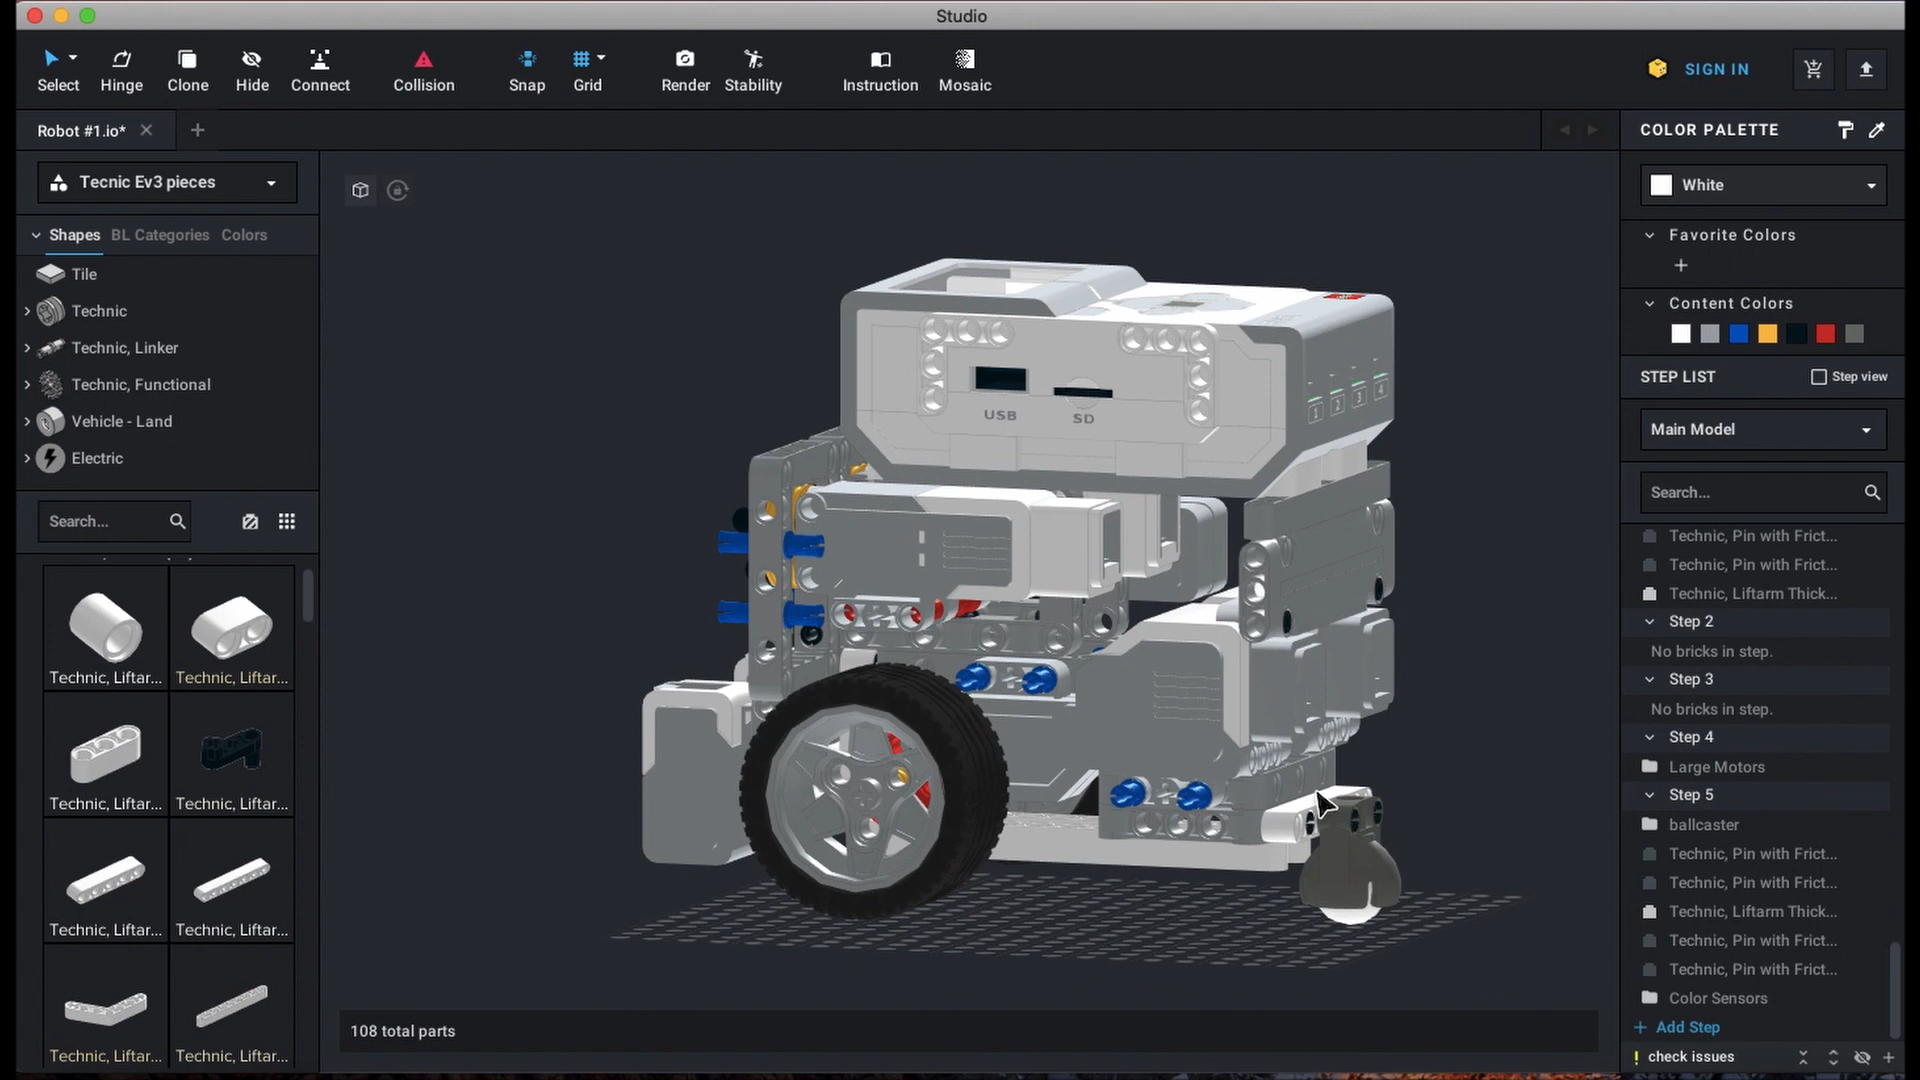 Studio
Select
Hinge
Clone
Hide
Connect
Collision
Snap
Grid
Render
Stability
Instruction
Mosaic
SIGN IN
Robot #1.io*
COLOR PALETTE
Tecnic Ev3 pieces
White
Shapes
BL Categories
Colors
Favorite Colors
Tile
Technic
Technic, Linker
Technic, Functional
Vehicle - Land
Electric
Content Colors
STEP LIST
Step view
Main Model
Search...
Search...
USB
SD
1
2
3
4
Technic, Liftar...
Technic, Liftar...
Technic, Liftar...
Technic, Liftar...
Technic, Liftar...
Technic, Liftar...
Technic, Liftar...
Technic, Liftar...
Technic, Pin with Frict...
Technic, Pin with Frict...
Technic, Liftarm Thick...
Step 2
No bricks in step.
Step 3
No bricks in step.
Step 4
Large Motors
Step 5
ballcaster
Technic, Pin with Frict...
Technic, Pin with Frict...
Technic, Liftarm Thick...
Technic, Pin with Frict...
Technic, Pin with Frict...
Color Sensors
+ Add Step
! check issues
108 total parts